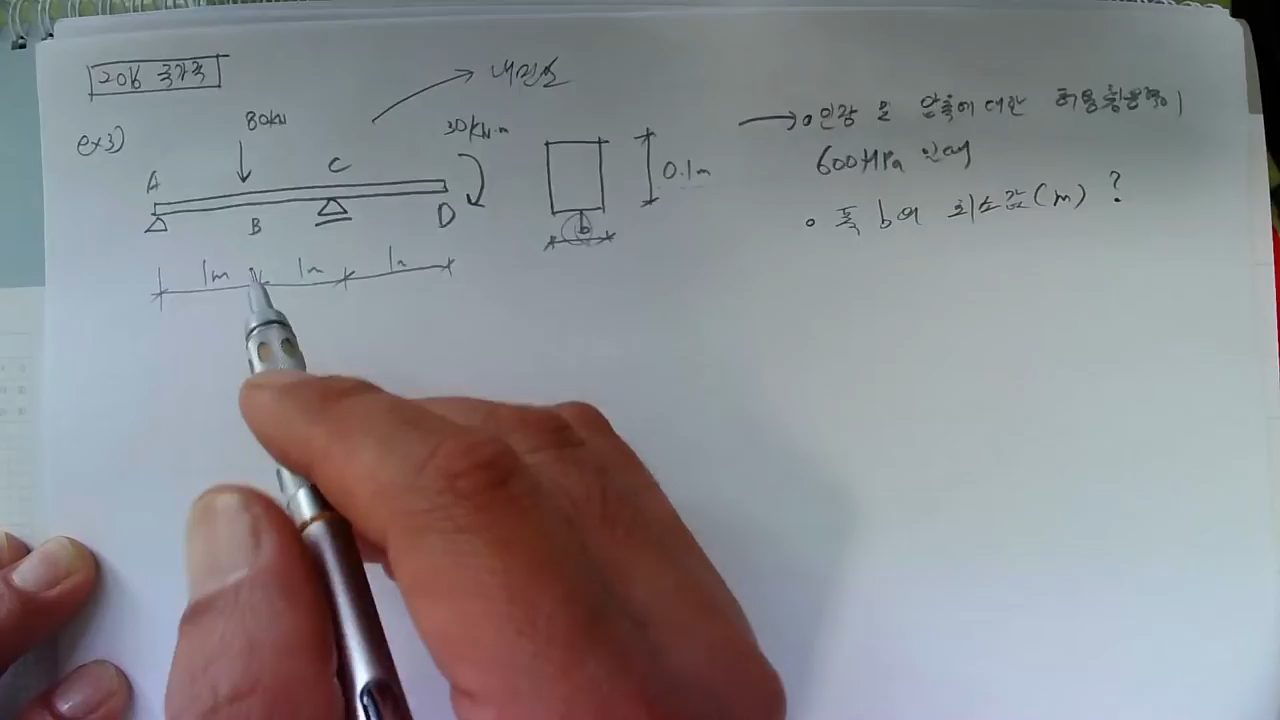 2016 국가직
ex3)
내민보
80kN
30kN·m
A
B
C
D
1m
1m
1m
0.1m
b
인장 및 압축에 대한 허용휨응력이
600MPa 일때
폭 b의 최소값(m) ?